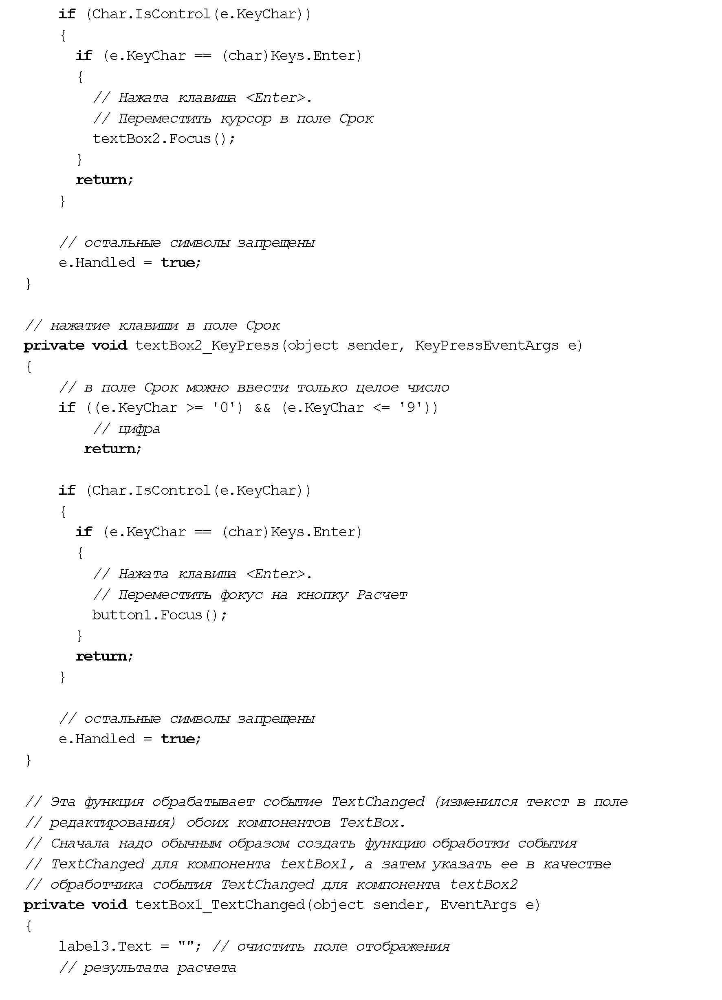 if (Char.IsControl(e.KeyChar))
{
if (e.KeyChar == (char)Keys.Enter)
{
// Нажата клавиша <Enter>.
// Переместить курсор в поле Срок
textBox2.Focus();
}
return;
}
// остальные символы запрещены
e.Handled = true;
}
// нажатие клавиши в поле Срок
private void textBox2_KeyPress(object sender, KeyPressEventArgs e)
{
// в поле Срок можно ввести только целое число
if ((e.KeyChar >= '0') && (e.KeyChar <= '9'))
// цифра
return;
if (Char.IsControl(e.KeyChar))
{
if (e.KeyChar == (char)Keys.Enter)
{
// Нажата клавиша <Enter>.
// Переместить фокус на кнопку Расчет
button1.Focus();
}
return;
}
// остальные символы запрещены
e.Handled = true;
}
// Эта функция обрабатывает событие TextChanged (изменился текст в поле
// редактирования) обоих компонентов TextBox.
// Сначала надо обычным образом создать функцию обработки события
// TextChanged для компонента textBox1, а затем указать ее в качестве
// обработчика события TextChanged для компонента textBox2
private void textBox1_TextChanged(object sender, EventArgs e)
{
label3.Text = ""; // очистить поле отображения
// результата расчета